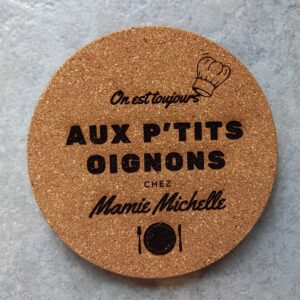 On est toujours
AUX P'TITS
OIGNONS
CHEZ
Mamie Michelle